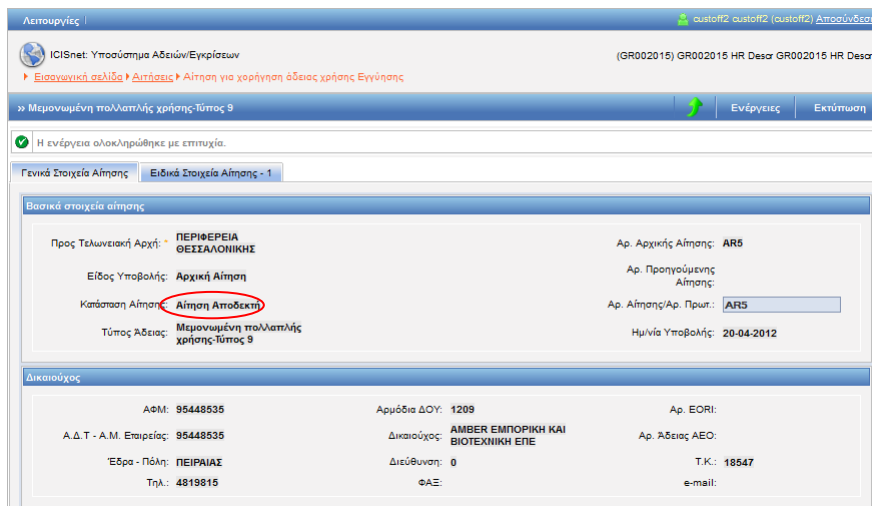 Λειτουργίες
custoff2 custoff2 (custoff2) Αποσύνδεσ
ICISnet: Υποσύστημα Αδειών/Εγκρίσεων
(GR002015) GR002015 HR Descr GR002015 HR Descr
Εισαγωγική σελίδα Αιτήσεις Αίτηση για χορήγηση άδειας χρήσης Εγγύησης
» Μεμονωμένη πολλαπλής χρήσης-Τύπος 9
Ενέργειες Εκτύπωση
Η ενέργεια ολοκληρώθηκε με επιτυχία.
Γενικά Στοιχεία Αίτησης Ειδικά Στοιχεία Αίτησης - 1
Βασικά στοιχεία αίτησης
Προς Τελωνειακή Αρχή: * ΠΕΡΙΦΕΡΕΙΑ ΘΕΣΣΑΛΟΝΙΚΗΣ
Αρ. Αρχικής Αίτησης: AR5
Είδος Υποβολής: Αρχική Αίτηση
Αρ. Προηγούμενης Αίτησης:
Κατάσταση Αίτησης: Αίτηση Αποδεκτή
Αρ. Αίτησης/Αρ. Πρωτ.: AR5
Τύπος Άδειας: Μεμονωμένη πολλαπλής χρήσης-Τύπος 9
Ημ/νία Υποβολής: 20-04-2012
Δικαιούχος
ΑΦΜ: 95448535 Αρμόδια ΔΟΥ: 1209 Αρ. EORI:
Α.Δ.Τ - Α.Μ. Εταιρείας: 95448535 Δικαιούχος: AMBER ΕΜΠΟΡΙΚΗ ΚΑΙ ΒΙΟΤΕΧΝΙΚΗ ΕΠΕ Αρ. Άδειας ΑΕΟ:
Έδρα - Πόλη: ΠΕΙΡΑΙΑΣ Διεύθυνση: 0 Τ.Κ.: 18547
Τηλ.: 4819815 ΦΑΞ: e-mail: